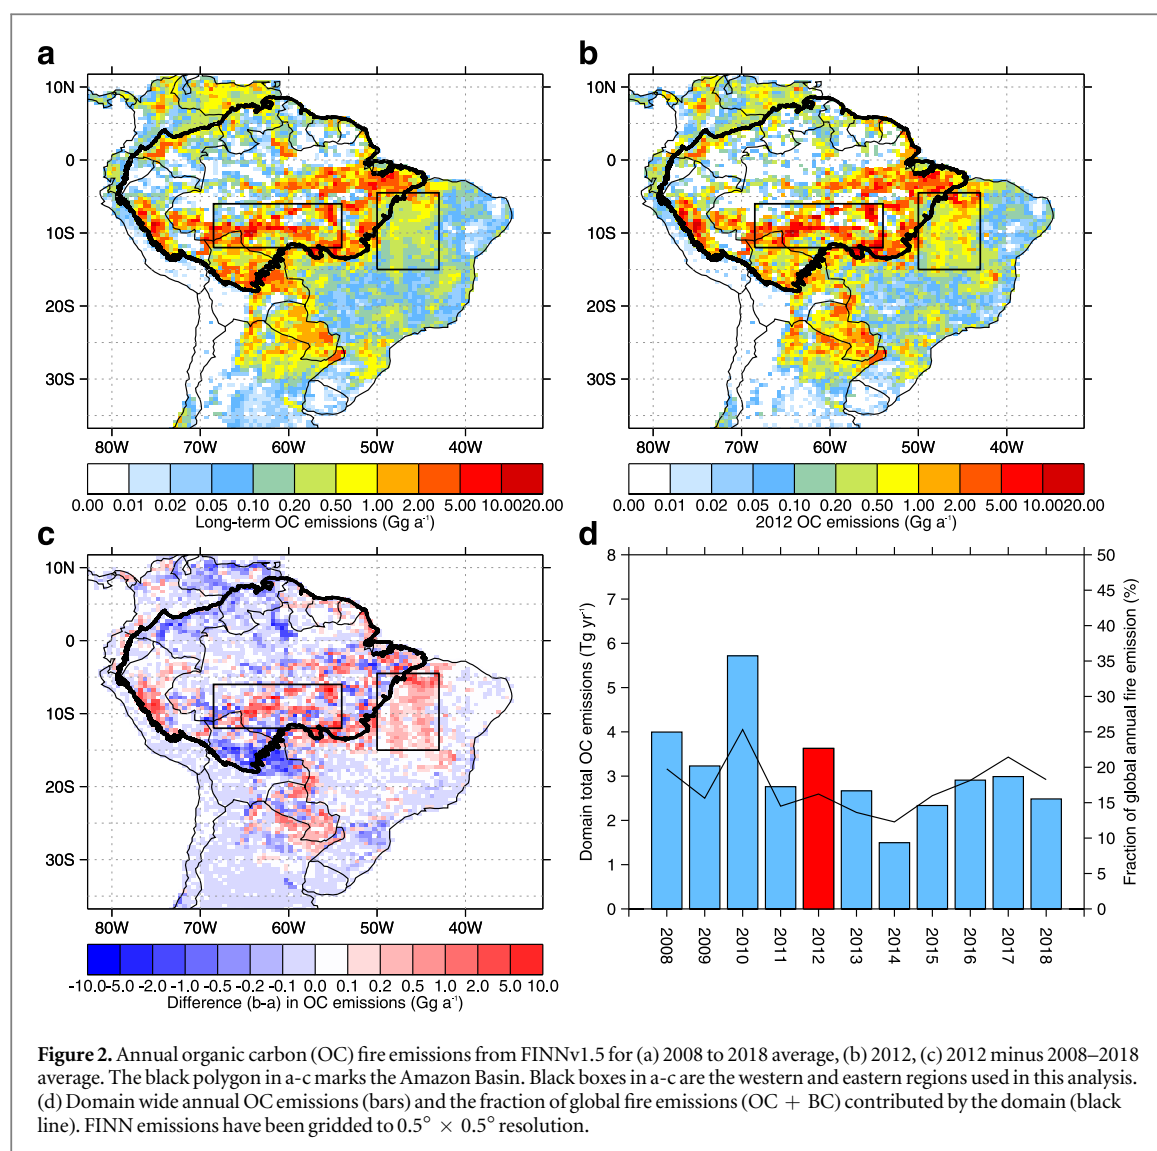 a
b
10N
0
10S
20S
30S
80W 70W 60W 50W 40W
0.00 0.01 0.02 0.05 0.10 0.20 0.50 1.00 2.00 5.00 10.00 20.00
Long-term OC emissions (Gg a⁻¹)
10N
0
10S
20S
30S
80W 70W 60W 50W 40W
0.00 0.01 0.02 0.05 0.10 0.20 0.50 1.00 2.00 5.00 10.00 20.00
2012 OC emissions (Gg a⁻¹)
c
d
10N
0
10S
20S
30S
80W 70W 60W 50W 40W
-10.0 -5.0 -2.0 -1.0 -0.5 -0.2 -0.1 0.0 0.1 0.2 0.5 1.0 2.0 5.0 10.0
Difference (b-a) in OC emissions (Gg a⁻¹)
Domain total OC emissions (Tg yr⁻¹)
8
7
6
5
4
3
2
1
0
50
45
40
35
30
25
20
15
10
5
0
Fraction of global annual fire emission (%)
2008 2009 2010 2011 2012 2013 2014 2015 2016 2017 2018
Figure 2. Annual organic carbon (OC) fire emissions from FINNv1.5 for (a) 2008 to 2018 average, (b) 2012, (c) 2012 minus 2008–2018
average. The black polygon in a-c marks the Amazon Basin. Black boxes in a-c are the western and eastern regions used in this analysis.
(d) Domain wide annual OC emissions (bars) and the fraction of global fire emissions (OC + BC) contributed by the domain (black
line). FINN emissions have been gridded to 0.5° × 0.5° resolution.